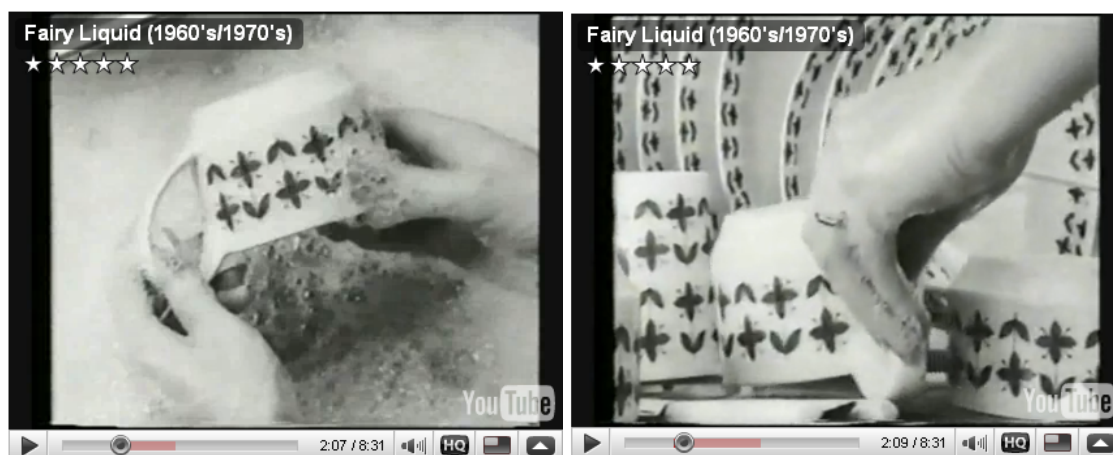 Fairy Liquid (1960's/1970's)
YouTube
2:07 / 8:31
HQ
Fairy Liquid (1960's/1970's)
YouTube
2:09 / 8:31
HQ